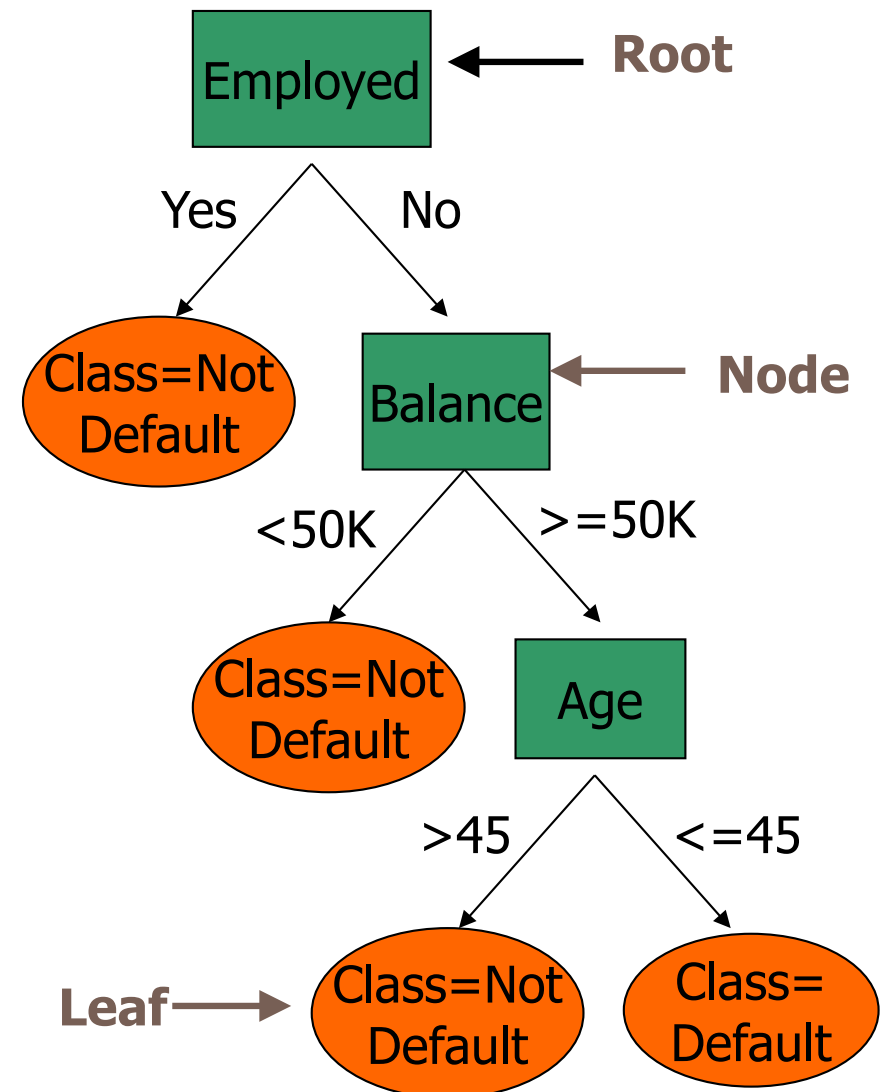 Employed
Root
Yes
No
Class=Not
Default
Balance
Node
<50K
>=50K
Class=Not
Default
Age
>45
<=45
Leaf
Class=Not
Default
Class=
Default